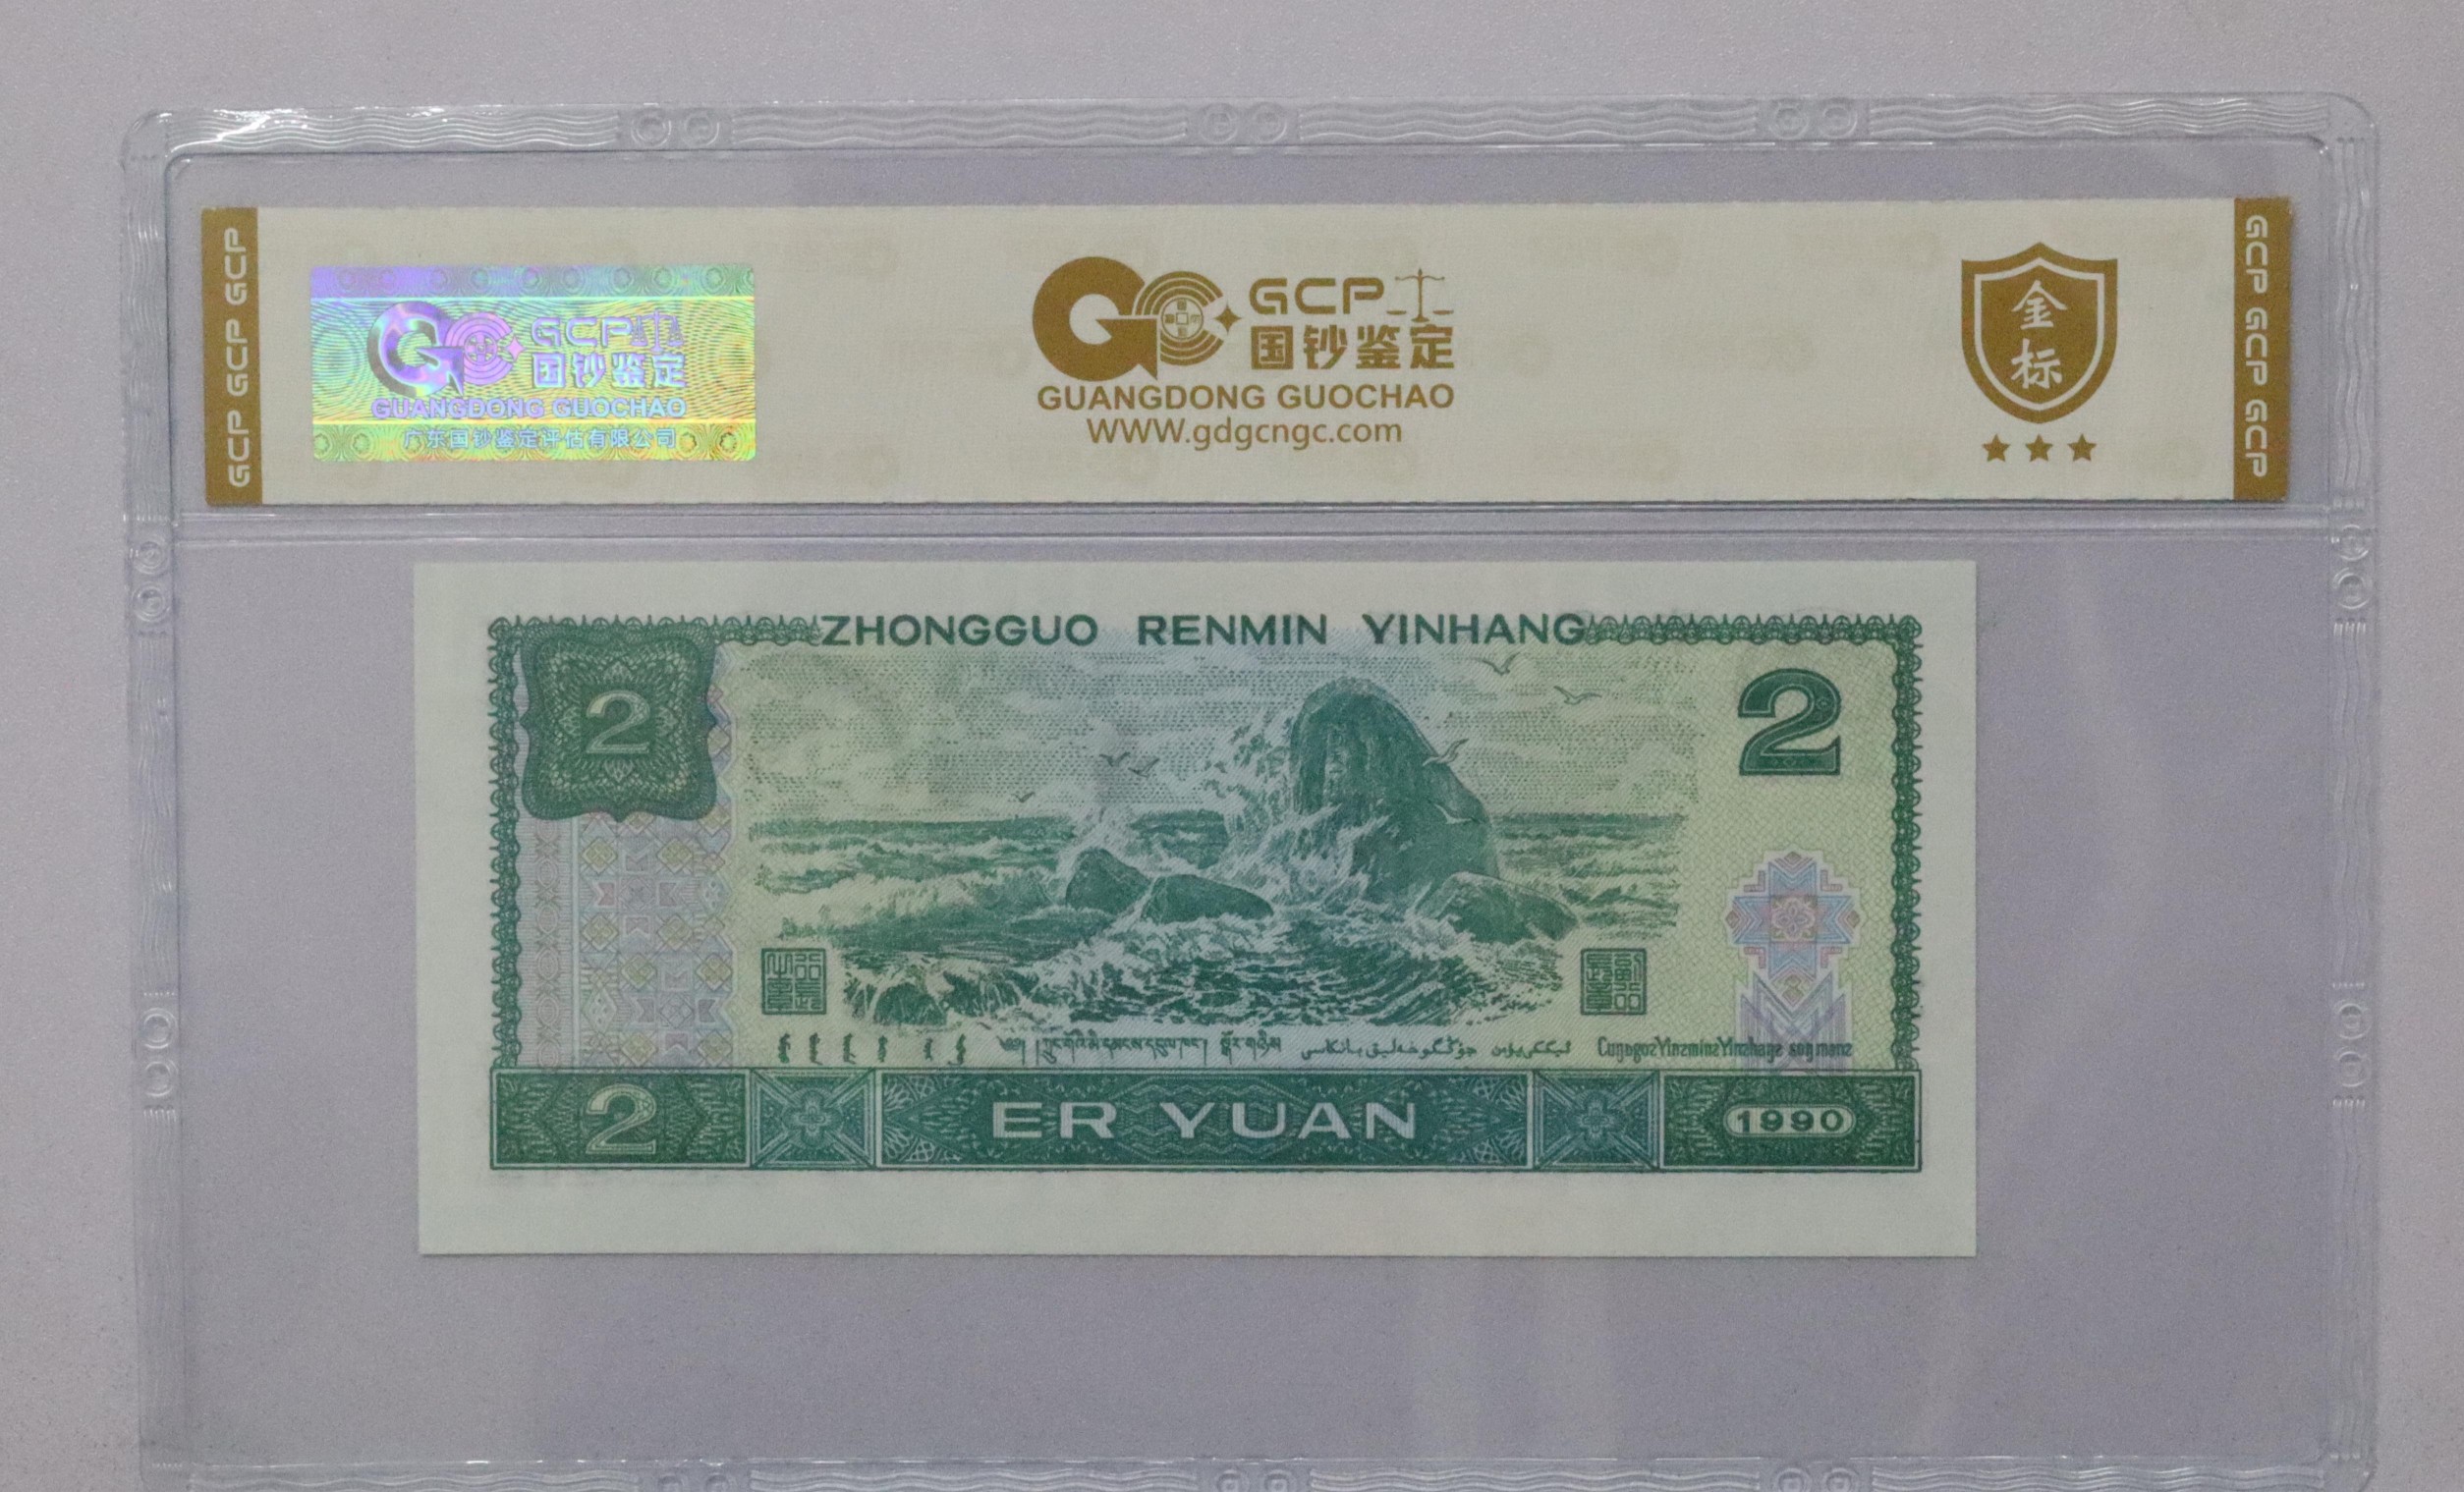 GCP GCP GCP
GCP
国钞鉴定
GUANGDONG GUOCHAO
广东国钞鉴定评估有限公司
GCP
国钞鉴定
GUANGDONG GUOCHAO
WWW.gdgcngc.com
金标
GCP GCP GCP
ZHONGGUO RENMIN YINHANG
2
2
CuŋgozYinzminzYinzhangz
2
ER YUAN
1990